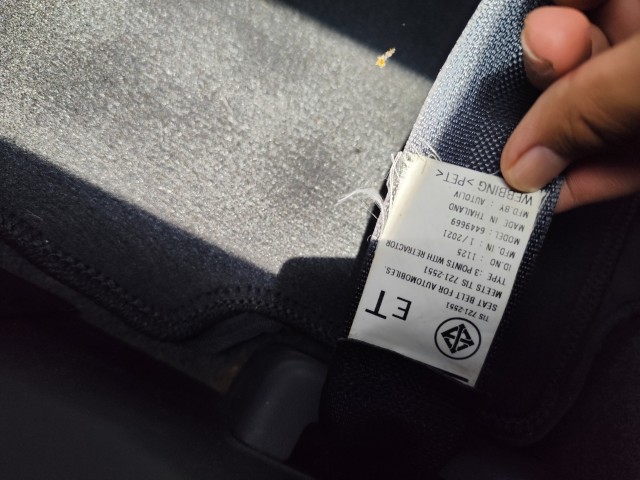 TIS 721-2551
ET
SEAT BELT FOR AUTOMOBILES.
MEETS TIS 721-2551
TYPE :3 POINTS WITH RETRACTOR
ID.NO : 1125
MFD. IN : 1 / 2021
MODEL : 6449669
MADE IN THAILAND
MFD.BY : AUTOLIV
WEBBING >PET<